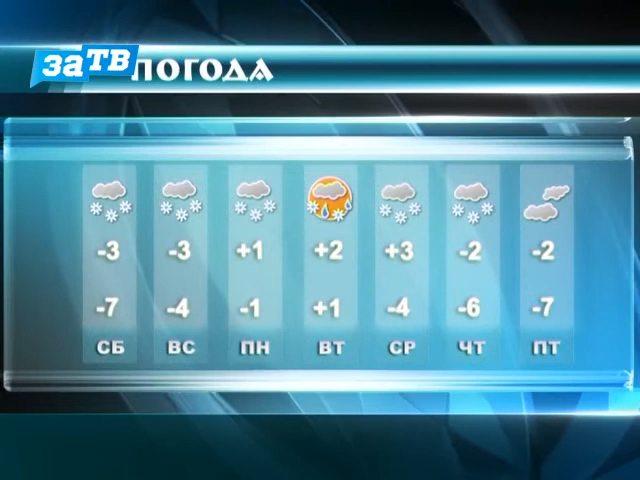 заТВ
ПОГОДА
-3 -3 +1 +2 +3 -2 -2
-7 -4 -1 +1 -4 -6 -7
СБ ВС ПН ВТ СР ЧТ ПТ